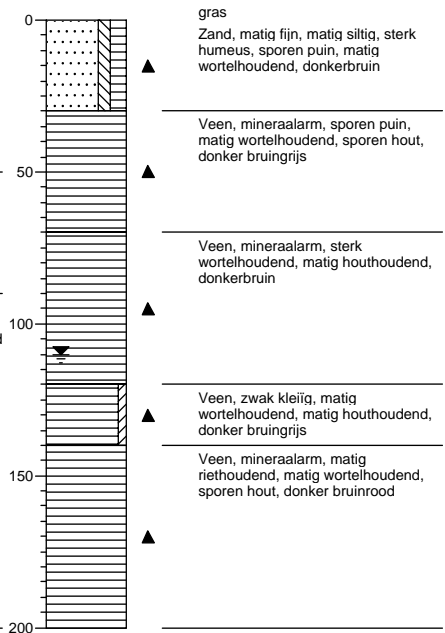 gras
0
Zand, matig fijn, matig siltig, sterk
humeus, sporen puin, matig
wortelhoudend, donkerbruin
Veen, mineraalarm, sporen puin,
matig wortelhoudend, sporen hout,
donker bruingrijs
50
Veen, mineraalarm, sterk
wortelhoudend, matig houthoudend,
donkerbruin
100
Veen, zwak kleiïg, matig
wortelhoudend, matig houthoudend,
donker bruingrijs
Veen, mineraalarm, matig
riethoudend, matig wortelhoudend,
sporen hout, donker bruinrood
150
200